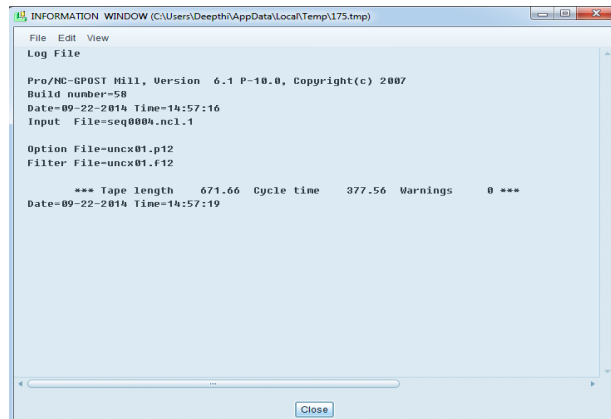 INFORMATION WINDOW (C:\Users\Deepthi\AppData\Local\Temp\175.tmp)
File Edit View
Log File
Pro/NC-GPOST Mill, Version 6.1 P-10.0, Copyright(c) 2007
Build number=58
Date=09-22-2014 Time=14:57:16
Input File=seq0004.ncl.1
Option File=uncx01.p12
Filter File=uncx01.f12
*** Tape length 671.66 Cycle time 377.56 Warnings 0 ***
Date=09-22-2014 Time=14:57:19
Close